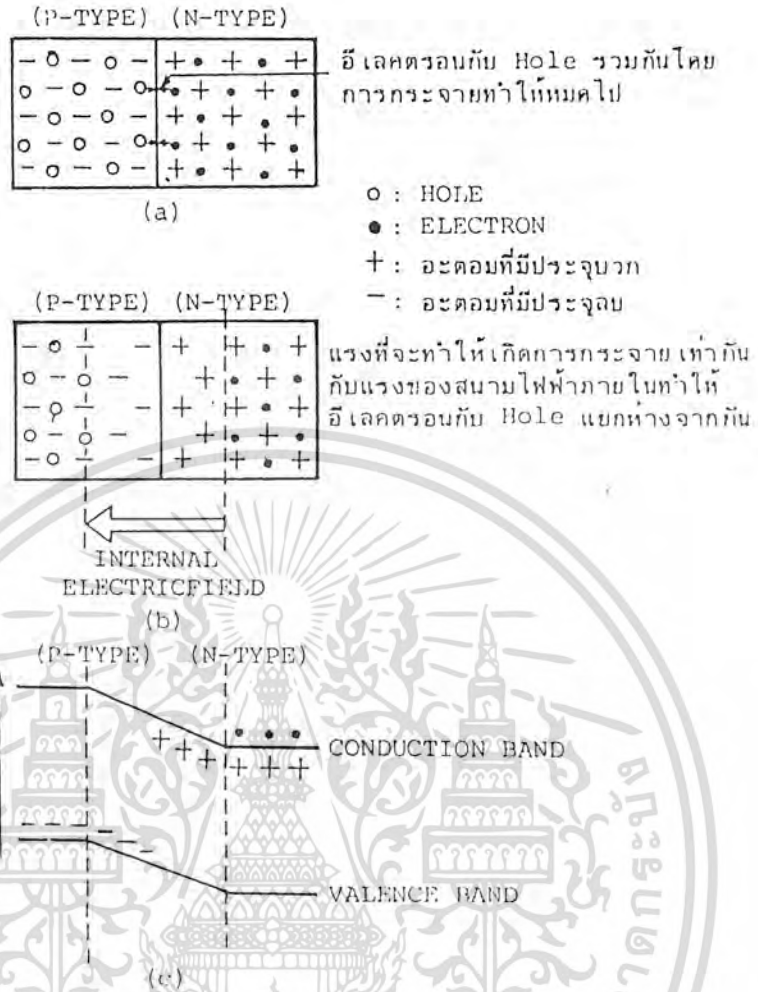 (P-TYPE) (N-TYPE)
อีเลคตรอนกับ Hole รวมกันโดย
การกระจายทำให้หมดไป
(a)
o : HOLE
● : ELECTRON
+ : อะตอมที่มีประจุบวก
- : อะตอมที่มีประจุลบ
(P-TYPE) (N-TYPE)
แรงที่จะทำให้เกิดการกระจายเท่ากัน
กับแรงของสนามไฟฟ้าภายในทำให้
อีเลคตรอนกับ Hole แยกห่างจากกัน
INTERNAL
ELECTRICFIELD
(b)
(P-TYPE) (N-TYPE)
CONDUCTION BAND
VALENCE BAND
(c)